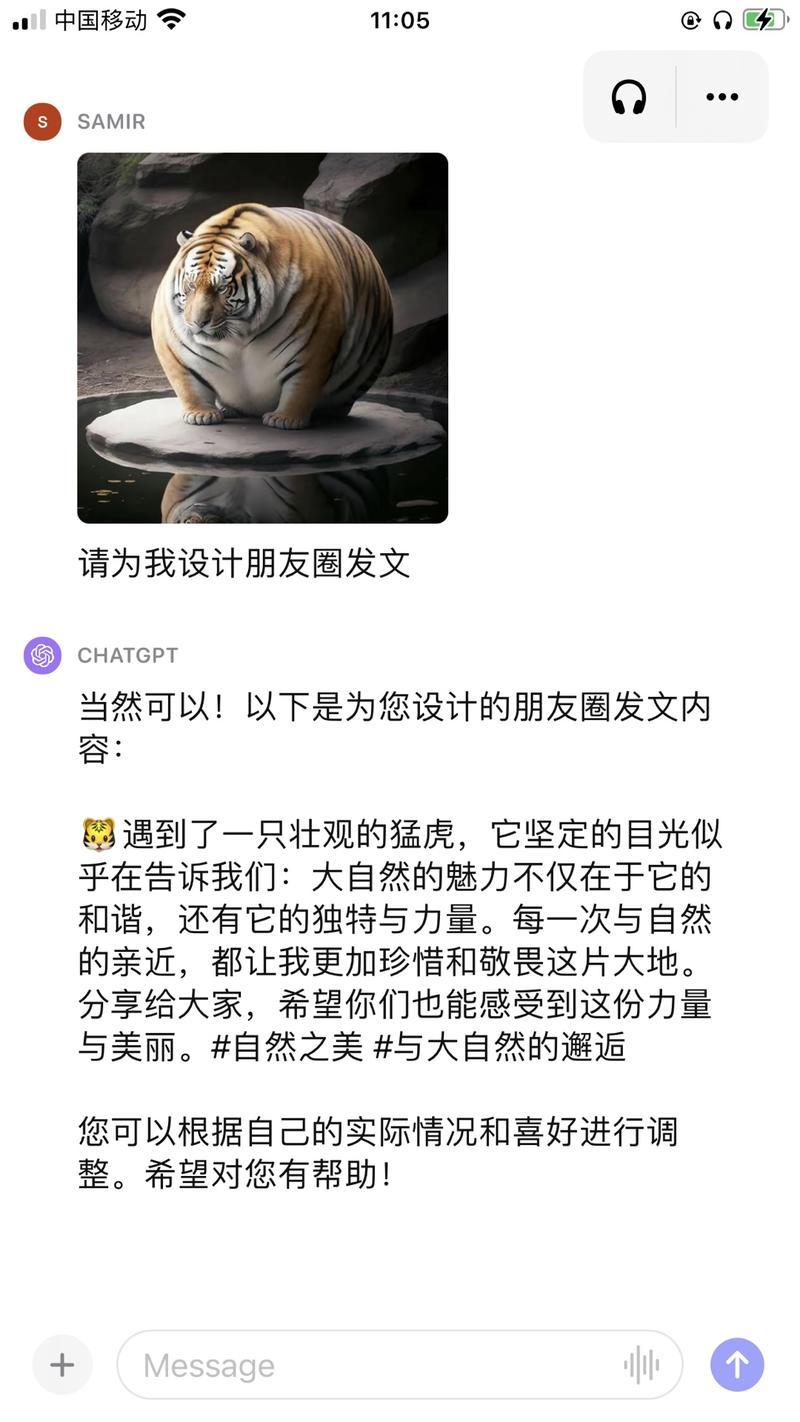 中国移动
11:05
S
SAMIR
请为我设计朋友圈发文
CHATGPT
当然可以！以下是为您设计的朋友圈发文内
容：
🐯遇到了一只壮观的猛虎，它坚定的目光似
乎在告诉我们：大自然的魅力不仅在于它的
和谐，还有它的独特与力量。每一次与自然
的亲近，都让我更加珍惜和敬畏这片大地。
分享给大家，希望你们也能感受到这份力量
与美丽。#自然之美 #与大自然的邂逅
您可以根据自己的实际情况和喜好进行调
整。希望对您有帮助！
Message